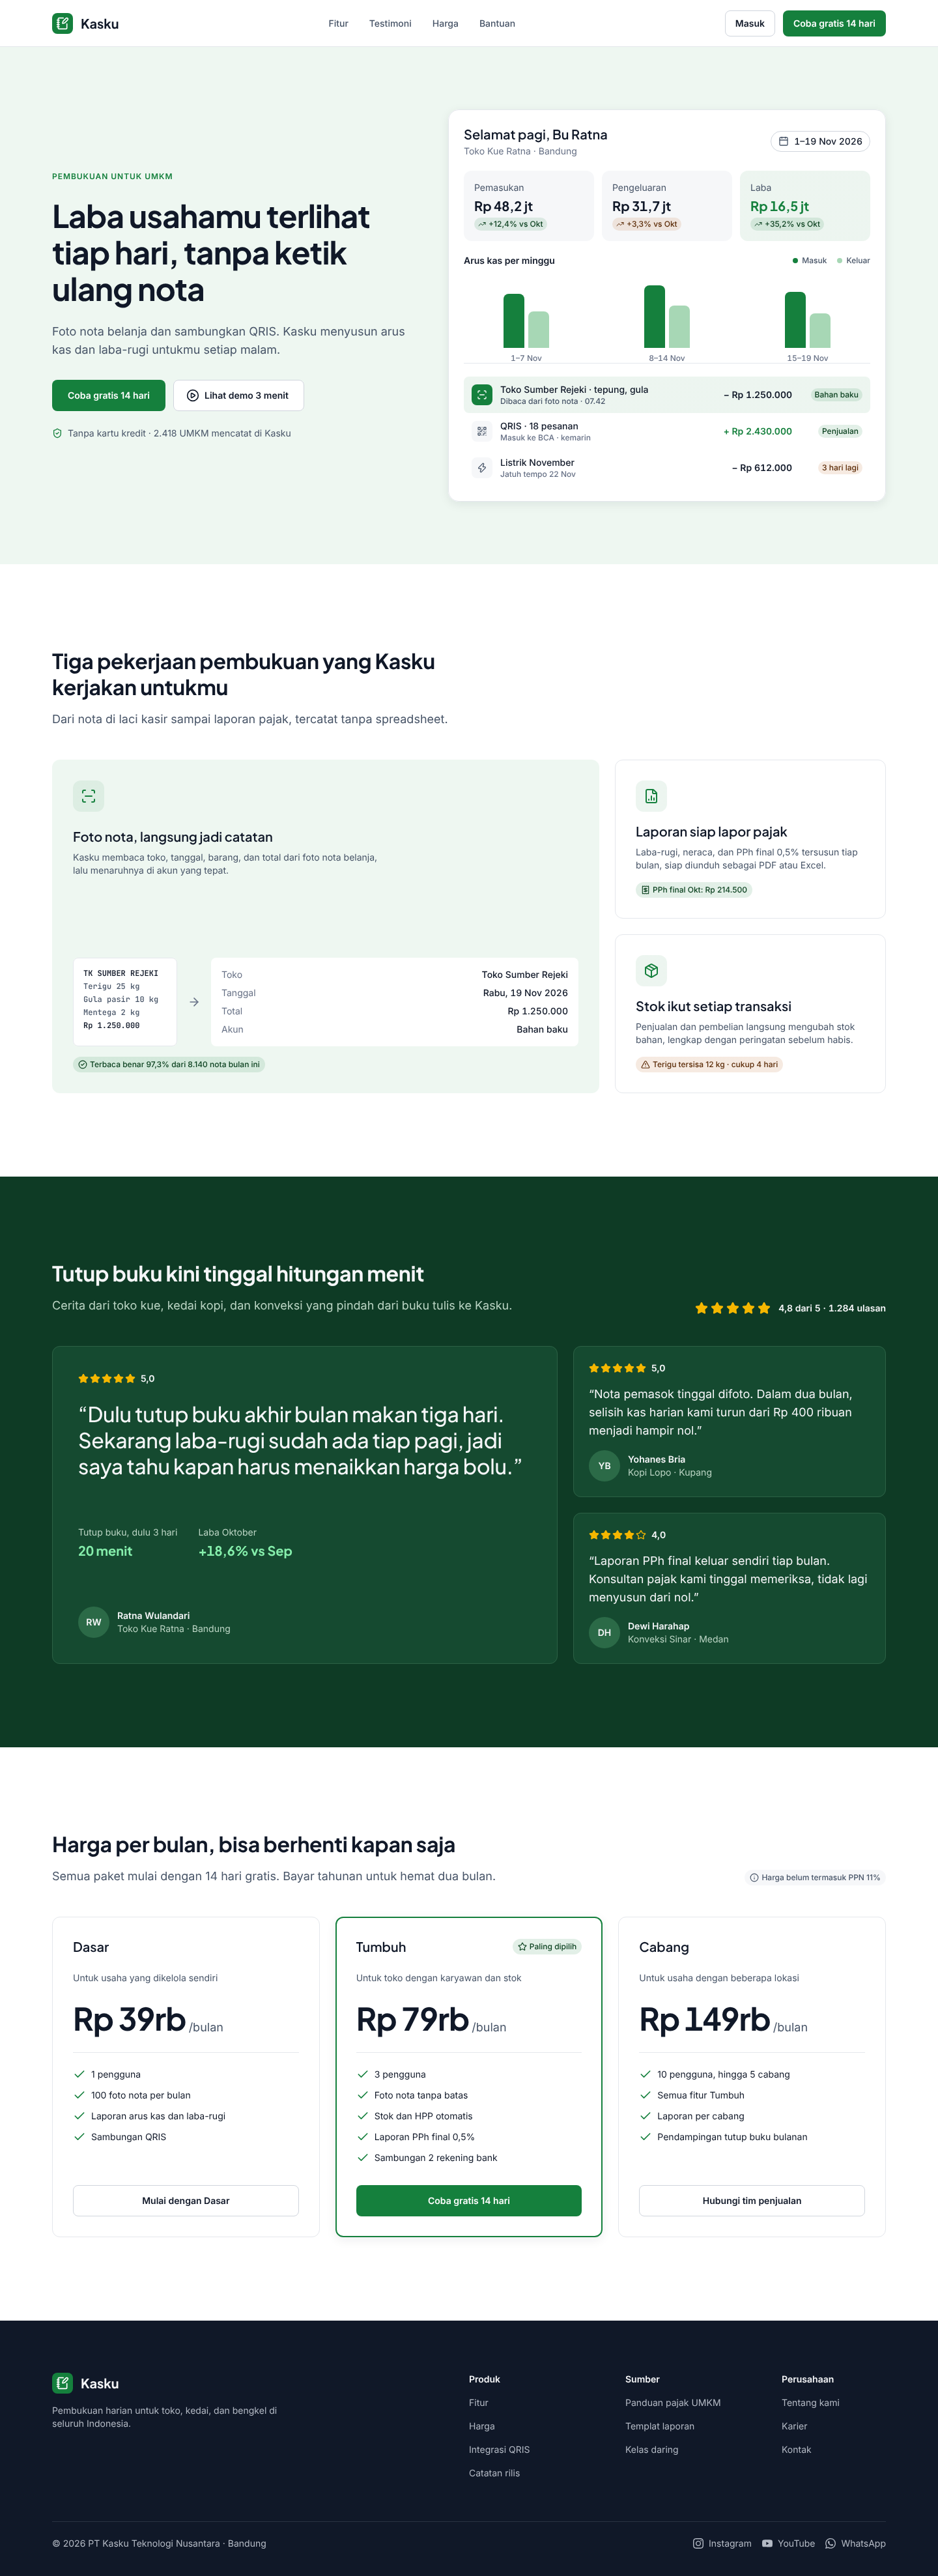 Kasku
Fitur
Testimoni
Harga
Bantuan
Masuk
Coba gratis 14 hari
PEMBUKUAN UNTUK UMKM
Laba usahamu terlihat
tiap hari, tanpa ketik
ulang nota
Foto nota belanja dan sambungkan QRIS. Kasku menyusun arus
kas dan laba-rugi untukmu setiap malam.
Coba gratis 14 hari
Lihat demo 3 menit
Tanpa kartu kredit · 2.418 UMKM mencatat di Kasku
Selamat pagi, Bu Ratna
Toko Kue Ratna · Bandung
1–19 Nov 2026
Pemasukan
Rp 48,2 jt
+12,4% vs Okt
Pengeluaran
Rp 31,7 jt
+3,3% vs Okt
Laba
Rp 16,5 jt
+35,2% vs Okt
Arus kas per minggu
Masuk
Keluar
1–7 Nov
8–14 Nov
15–19 Nov
Toko Sumber Rejeki · tepung, gula
Dibaca dari foto nota · 07.42
− Rp 1.250.000
Bahan baku
QRIS · 18 pesanan
Masuk ke BCA · kemarin
+ Rp 2.430.000
Penjualan
Listrik November
Jatuh tempo 22 Nov
− Rp 612.000
3 hari lagi
Tiga pekerjaan pembukuan yang Kasku
kerjakan untukmu
Dari nota di laci kasir sampai laporan pajak, tercatat tanpa spreadsheet.
Foto nota, langsung jadi catatan
Kasku membaca toko, tanggal, barang, dan total dari foto nota belanja,
lalu menaruhnya di akun yang tepat.
TK SUMBER REJEKI
Terigu 25 kg
Gula pasir 10 kg
Mentega 2 kg
Rp 1.250.000
Toko
Toko Sumber Rejeki
Tanggal
Rabu, 19 Nov 2026
Total
Rp 1.250.000
Akun
Bahan baku
Terbaca benar 97,3% dari 8.140 nota bulan ini
Laporan siap lapor pajak
Laba-rugi, neraca, dan PPh final 0,5% tersusun tiap
bulan, siap diunduh sebagai PDF atau Excel.
PPh final Okt: Rp 214.500
Stok ikut setiap transaksi
Penjualan dan pembelian langsung mengubah stok
bahan, lengkap dengan peringatan sebelum habis.
Terigu tersisa 12 kg · cukup 4 hari
Tutup buku kini tinggal hitungan menit
Cerita dari toko kue, kedai kopi, dan konveksi yang pindah dari buku tulis ke Kasku.
4,8 dari 5 · 1.284 ulasan
5,0
“Dulu tutup buku akhir bulan makan tiga hari.
Sekarang laba-rugi sudah ada tiap pagi, jadi
saya tahu kapan harus menaikkan harga bolu.”
Tutup buku, dulu 3 hari
20 menit
Laba Oktober
+18,6% vs Sep
RW
Ratna Wulandari
Toko Kue Ratna · Bandung
5,0
“Nota pemasok tinggal difoto. Dalam dua bulan,
selisih kas harian kami turun dari Rp 400 ribuan
menjadi hampir nol.”
YB
Yohanes Bria
Kopi Lopo · Kupang
4,0
“Laporan PPh final keluar sendiri tiap bulan.
Konsultan pajak kami tinggal memeriksa, tidak lagi
menyusun dari nol.”
DH
Dewi Harahap
Konveksi Sinar · Medan
Harga per bulan, bisa berhenti kapan saja
Semua paket mulai dengan 14 hari gratis. Bayar tahunan untuk hemat dua bulan.
Harga belum termasuk PPN 11%
Dasar
Untuk usaha yang dikelola sendiri
Rp 39rb /bulan
1 pengguna
100 foto nota per bulan
Laporan arus kas dan laba-rugi
Sambungan QRIS
Mulai dengan Dasar
Tumbuh
Paling dipilih
Untuk toko dengan karyawan dan stok
Rp 79rb /bulan
3 pengguna
Foto nota tanpa batas
Stok dan HPP otomatis
Laporan PPh final 0,5%
Sambungan 2 rekening bank
Coba gratis 14 hari
Cabang
Untuk usaha dengan beberapa lokasi
Rp 149rb /bulan
10 pengguna, hingga 5 cabang
Semua fitur Tumbuh
Laporan per cabang
Pendampingan tutup buku bulanan
Hubungi tim penjualan
Kasku
Pembukuan harian untuk toko, kedai, dan bengkel di
seluruh Indonesia.
Produk
Fitur
Harga
Integrasi QRIS
Catatan rilis
Sumber
Panduan pajak UMKM
Templat laporan
Kelas daring
Perusahaan
Tentang kami
Karier
Kontak
© 2026 PT Kasku Teknologi Nusantara · Bandung
Instagram
YouTube
WhatsApp